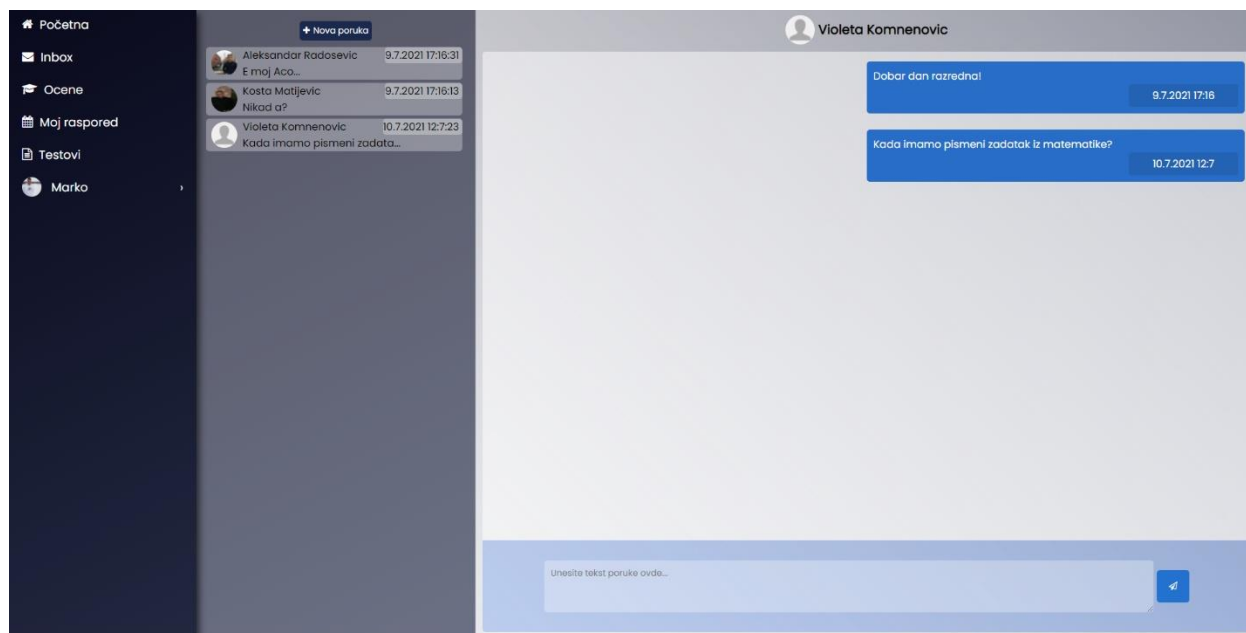 Početna
Inbox
Ocene
Moj raspored
Testovi
Marko
+ Nova poruka
Aleksandar Radosevic 9.7.2021 17:16:31
E moj Aco...
Kosta Matijevic 9.7.2021 17:16:13
Nikad a?
Violeta Komnenovic 10.7.2021 12:7:23
Kada imamo pismeni zadata...
Violeta Komnenovic
Dobar dan razredna!
9.7.2021 17:16
Kada imamo pismeni zadatak iz matematike?
10.7.2021 12:7
Unesite tekst poruke ovde...